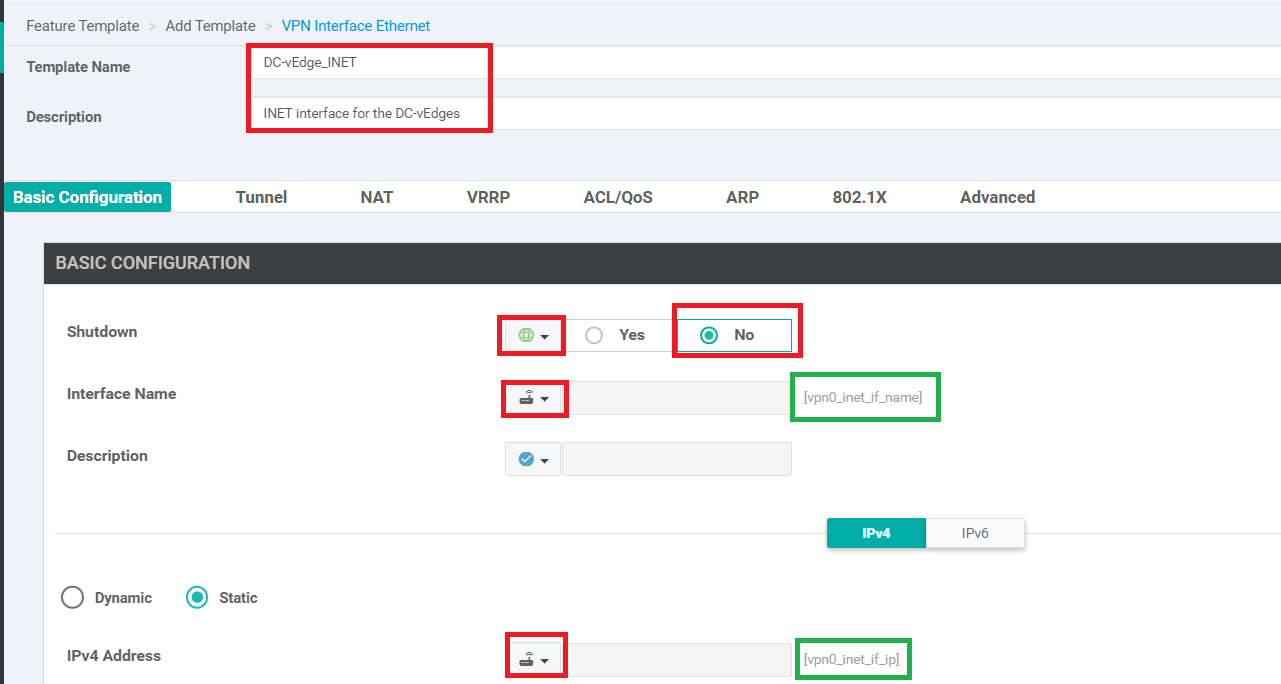 Feature Template > Add Template > VPN Interface Ethernet
Template Name DC-vEdge_INET
Description INET interface for the DC-vEdges
Basic Configuration Tunnel NAT VRRP ACL/QoS ARP 802.1X Advanced
BASIC CONFIGURATION
Shutdown Yes No
Interface Name [vpn0_inet_if_name]
Description
IPv4 IPv6
Dynamic Static
IPv4 Address [vpn0_inet_if_ip]